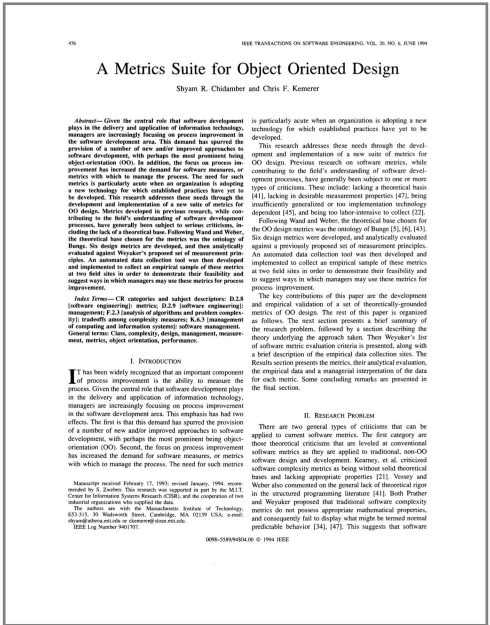 476
IEEE TRANSACTIONS ON SOFTWARE ENGINEERING, VOL. 20, NO. 6, JUNE 1994
A Metrics Suite for Object Oriented Design
Shyam R. Chidamber and Chris F. Kemerer
Abstract—Given the central role that software development
plays in the delivery and application of information technology,
managers are increasingly focusing on process improvement in
the software development area. This demand has spurred the
provision of a number of new and/or improved approaches to
software development, with perhaps the most prominent being
object-orientation (OO). In addition, the focus on process im-
provement has increased the demand for software measures, or
metrics with which to manage the process. The need for such
metrics is particularly acute when an organization is adopting
a new technology for which established practices have yet to
be developed. This research addresses these needs through the
development and implementation of a new suite of metrics for
OO design. Metrics developed in previous research, while con-
tributing to the field's understanding of software development
processes, have generally been subject to serious criticisms, in-
cluding the lack of a theoretical base. Following Wand and Weber,
the theoretical base chosen for the metrics was the ontology of
Bunge. Six design metrics are developed, and then analytically
evaluated against Weyuker's proposed set of measurement prin-
ciples. An automated data collection tool was then developed
and implemented to collect an empirical sample of these metrics
at two field sites in order to demonstrate their feasibility and
suggest ways in which managers may use these metrics for process
improvement.
Index Terms—CR categories and subject descriptors: D.2.8
[software engineering]: metrics; D.2.9 [software engineering]:
management; F.2.3 [analysis of algorithms and problem complex-
ity]: tradeoffs among complexity measures; K.6.3 [management
of computing and information systems]: software management.
General terms: Class, complexity, design, management, measure-
ment, metrics, object orientation, performance.
I. INTRODUCTION
IT has been widely recognized that an important component
of process improvement is the ability to measure the
process. Given the central role that software development plays
in the delivery and application of information technology,
managers are increasingly focusing on process improvement
in the software development area. This emphasis has had two
effects. The first is that this demand has spurred the provision
of a number of new and/or improved approaches to software
development, with perhaps the most prominent being object-
orientation (OO). Second, the focus on process improvement
has increased the demand for software measures, or metrics
with which to manage the process. The need for such metrics
Manuscript received February 17, 1993; revised January, 1994. recom-
mended by S. Zweben. This research was supported in part by the M.I.T.
Center for Information Systems Research (CISR), and the cooperation of two
industrial organizations who supplied the data.
The authors are with the Massachusetts Institute of Technology,
E53-315, 30 Wadsworth Street, Cambridge, MA 02139 USA; e-mail:
shyam@athena.mit.edu or ckemerer@sloan.mit.edu.
IEEE Log Number 9401707.
is particularly acute when an organization is adopting a new
technology for which established practices have yet to be
developed.
This research addresses these needs through the devel-
opment and implementation of a new suite of metrics for
OO design. Previous research on software metrics, while
contributing to the field's understanding of software devel-
opment processes, have generally been subject to one or more
types of criticisms. These include: lacking a theoretical basis
[41], lacking in desirable measurement properties [47], being
insufficiently generalized or too implementation technology
dependent [45], and being too labor-intensive to collect [22].
Following Wand and Weber, the theoretical base chosen for
the OO design metrics was the ontology of Bunge [5], [6], [43].
Six design metrics were developed, and analytically evaluated
against a previously proposed set of measurement principles.
An automated data collection tool was then developed and
implemented to collect an empirical sample of these metrics
at two field sites in order to demonstrate their feasibility and
to suggest ways in which managers may use these metrics for
process improvement.
The key contributions of this paper are the development
and empirical validation of a set of theoretically-grounded
metrics of OO design. The rest of this paper is organized
as follows. The next section presents a brief summary of
the research problem, followed by a section describing the
theory underlying the approach taken. Then Weyuker's list
of software metric evaluation criteria is presented, along with
a brief description of the empirical data collection sites. The
Results section presents the metrics, their analytical evaluation,
the empirical data and a managerial interpretation of the data
for each metric. Some concluding remarks are presented in
the final section.
II. RESEARCH PROBLEM
There are two general types of criticisms that can be
applied to current software metrics. The first category are
those theoretical criticisms that are leveled at conventional
software metrics as they are applied to traditional, non-OO
software design and development. Kearney, et al. criticized
software complexity metrics as being without solid theoretical
bases and lacking appropriate properties [21]. Vessey and
Weber also commented on the general lack of theoretical rigor
in the structured programming literature [41]. Both Prather
and Weyuker proposed that traditional software complexity
metrics do not possess appropriate mathematical properties,
and consequently fail to display what might be termed normal
predictable behavior [34], [47]. This suggests that software
0098-5589/94$04.00 © 1994 IEEE